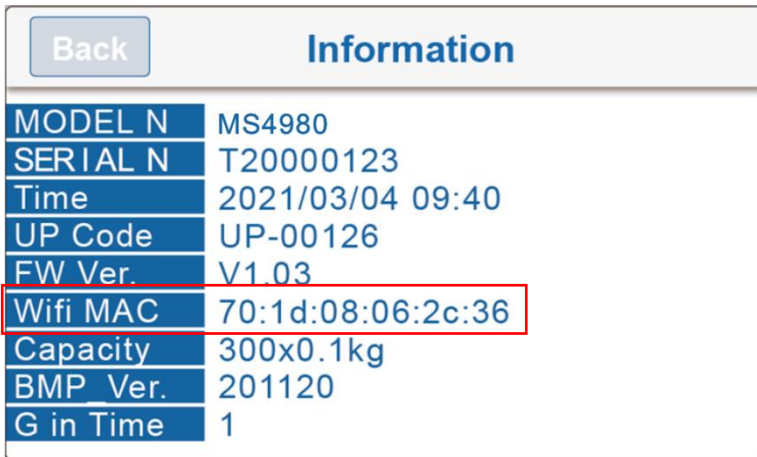 Back
Information
MODEL N MS4980
SERIAL N T20000123
Time 2021/03/04 09:40
UP Code UP-00126
FW Ver. V1.03
Wifi MAC 70:1d:08:06:2c:36
Capacity 300x0.1kg
BMP_Ver. 201120
G in Time 1